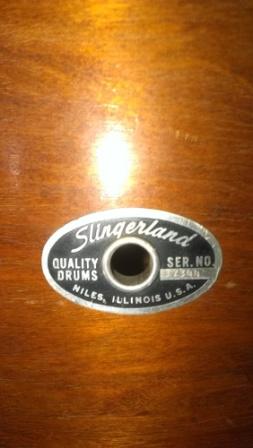 Slingerland
QUALITY SER. NO.
DRUMS
NILES, ILLINOIS U.S.A.